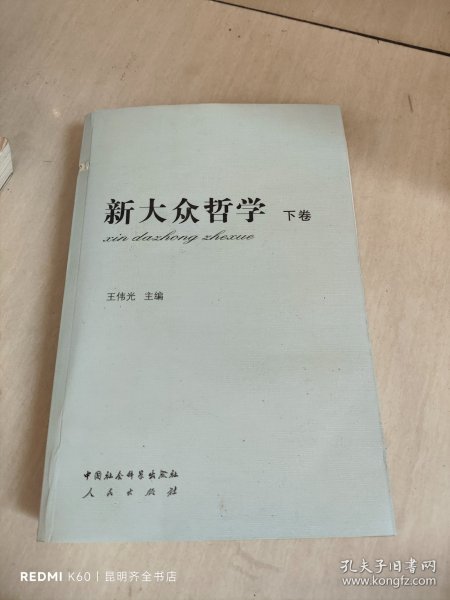 新大众哲学 下卷
xin dazhong zhexue
王伟光 主编
中国社会科学出版社
人民出版社
REDMI K60 | 昆明齐全书店
孔夫子旧书网
www.kongfz.com